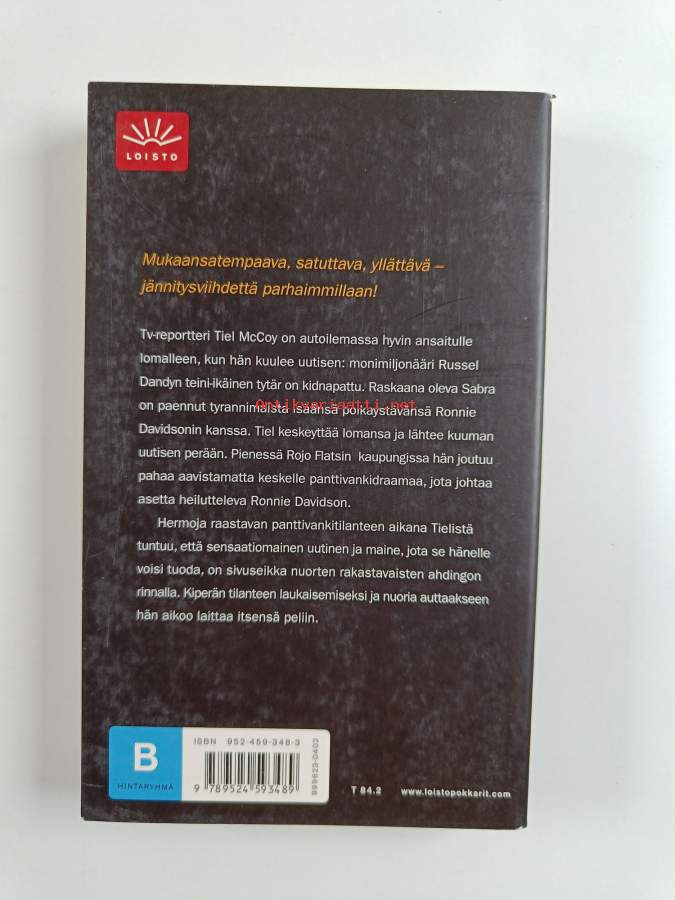 LOISTO
Mukaansatempaava, satuttava, yllättävä –
jännitysviihdettä parhaimmillaan!
Tv-reportteri Tiel McCoy on autoilemassa hyvin ansaitulle
lomalleen, kun hän kuulee uutisen: monimiljonääri Russel
Dandyn teini-ikäinen tytär on kidnapattu. Raskaana oleva Sabra
on paennut tyrannimaista isäänsä poikaystävänsä Ronnie
Antikvariaatti.net
Davidsonin kanssa. Tiel keskeyttää lomansa ja lähtee kuuman
uutisen perään. Pienessä Rojo Flatsin kaupungissa hän joutuu
pahaa aavistamatta keskelle panttivankidraamaa, jota johtaa
asetta heilutteleva Ronnie Davidson.
Hermoja raastavan panttivankitilanteen aikana Tielistä
tuntuu, että sensaatiomainen uutinen ja maine, jota se hänelle
voisi tuoda, on sivuseikka nuorten rakastavaisten ahdingon
rinnalla. Kiperän tilanteen laukaisemiseksi ja nuoria auttaakseen
hän aikoo laittaa itsensä peliin.
B
HINTARYHMÄ
ISBN 952-459-348-3
9 789524 593489
T 84.2
www.loistopokkarit.com